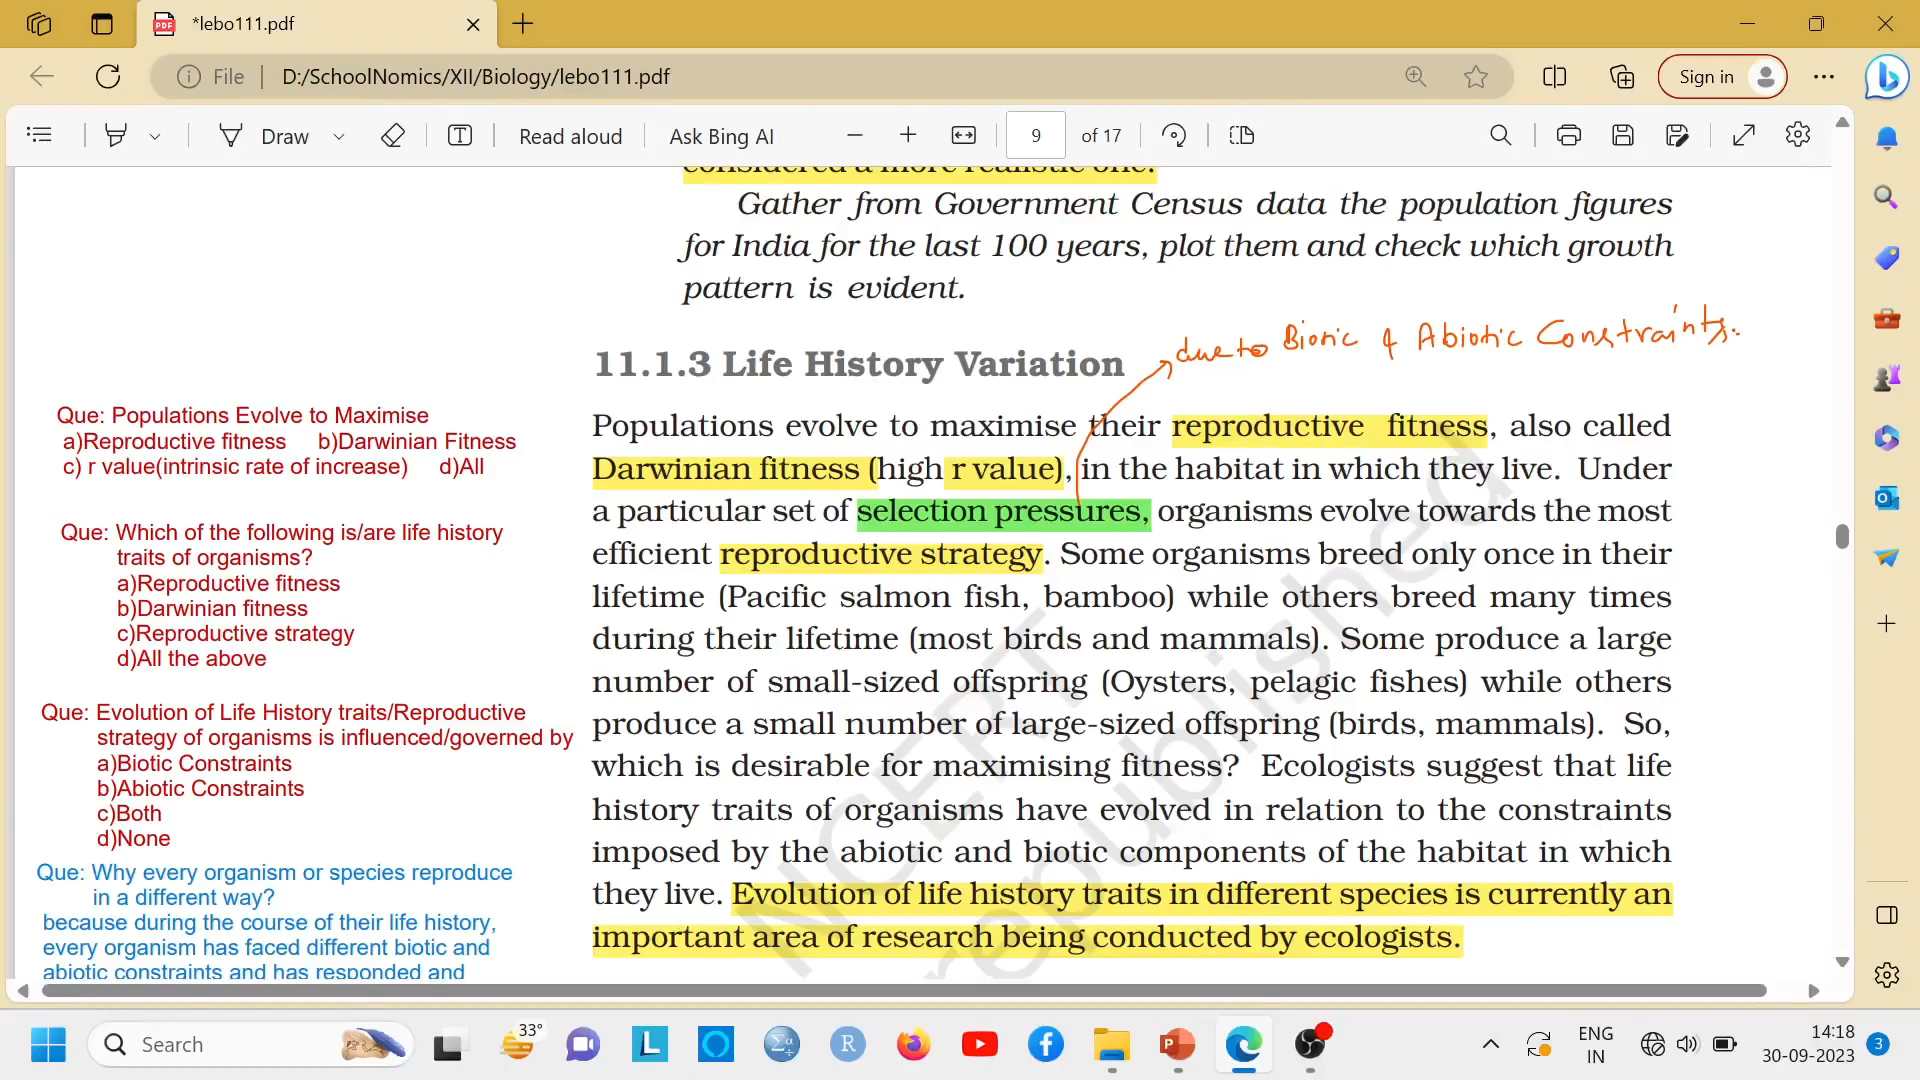 *lebo111.pdf
File
D:/SchoolNomics/XII/Biology/lebo111.pdf
Sign in
Draw
Read aloud
Ask Bing AI
9
of 17
considered a more realistic one.
Gather from Government Census data the population figures
for India for the last 100 years, plot them and check which growth
pattern is evident.
due to Biotic & Abiotic Constraints.
11.1.3 Life History Variation
Populations evolve to maximise their reproductive fitness, also called
Darwinian fitness (high r value), in the habitat in which they live. Under
a particular set of selection pressures, organisms evolve towards the most
efficient reproductive strategy. Some organisms breed only once in their
lifetime (Pacific salmon fish, bamboo) while others breed many times
during their lifetime (most birds and mammals). Some produce a large
number of small-sized offspring (Oysters, pelagic fishes) while others
produce a small number of large-sized offspring (birds, mammals). So,
which is desirable for maximising fitness? Ecologists suggest that life
history traits of organisms have evolved in relation to the constraints
imposed by the abiotic and biotic components of the habitat in which
they live. Evolution of life history traits in different species is currently an
important area of research being conducted by ecologists.
Que: Populations Evolve to Maximise
a)Reproductive fitness b)Darwinian Fitness
c) r value(intrinsic rate of increase) d)All
Que: Which of the following is/are life history
traits of organisms?
a)Reproductive fitness
b)Darwinian fitness
c)Reproductive strategy
d)All the above
Que: Evolution of Life History traits/Reproductive
strategy of organisms is influenced/governed by
a)Biotic Constraints
b)Abiotic Constraints
c)Both
d)None
Que: Why every organism or species reproduce
in a different way?
because during the course of their life history,
every organism has faced different biotic and
abiotic constraints and has responded and
NCERT
republished
Search
33°
ENG
IN
14:18
30-09-2023
3